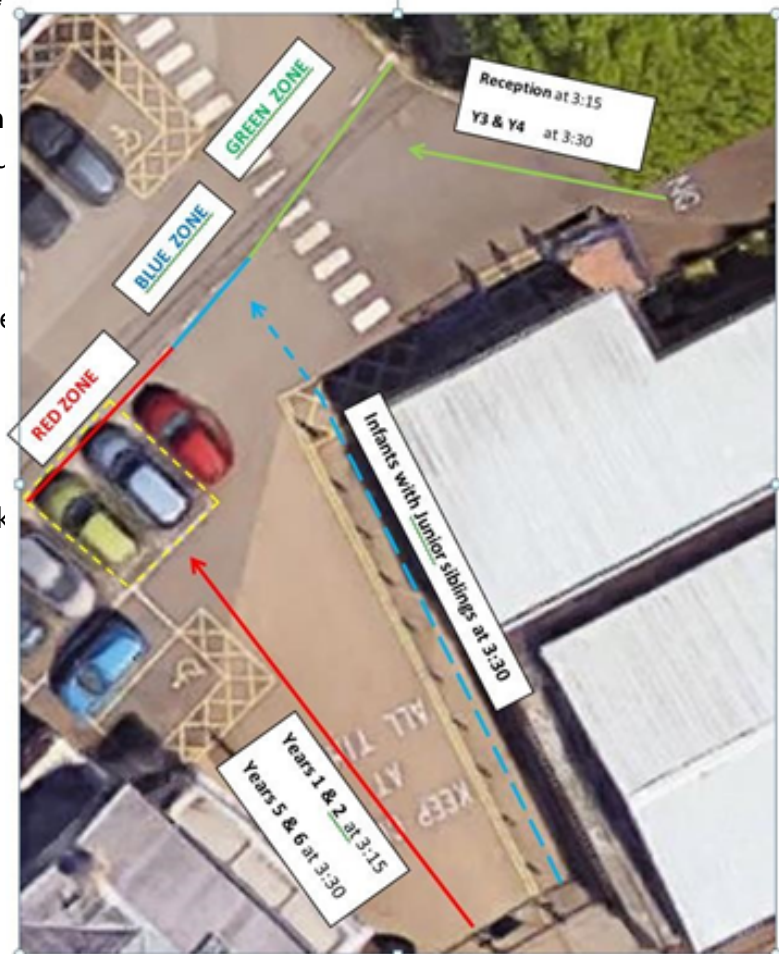 GREEN ZONE
Reception at 3:15
Y3 & Y4 at 3:30
BLUE ZONE
RED ZONE
Infants with Junior siblings at 3:30
Years 1 & 2 at 3:15
Years 5 & 6 at 3:30
KEEP
AT
ALL